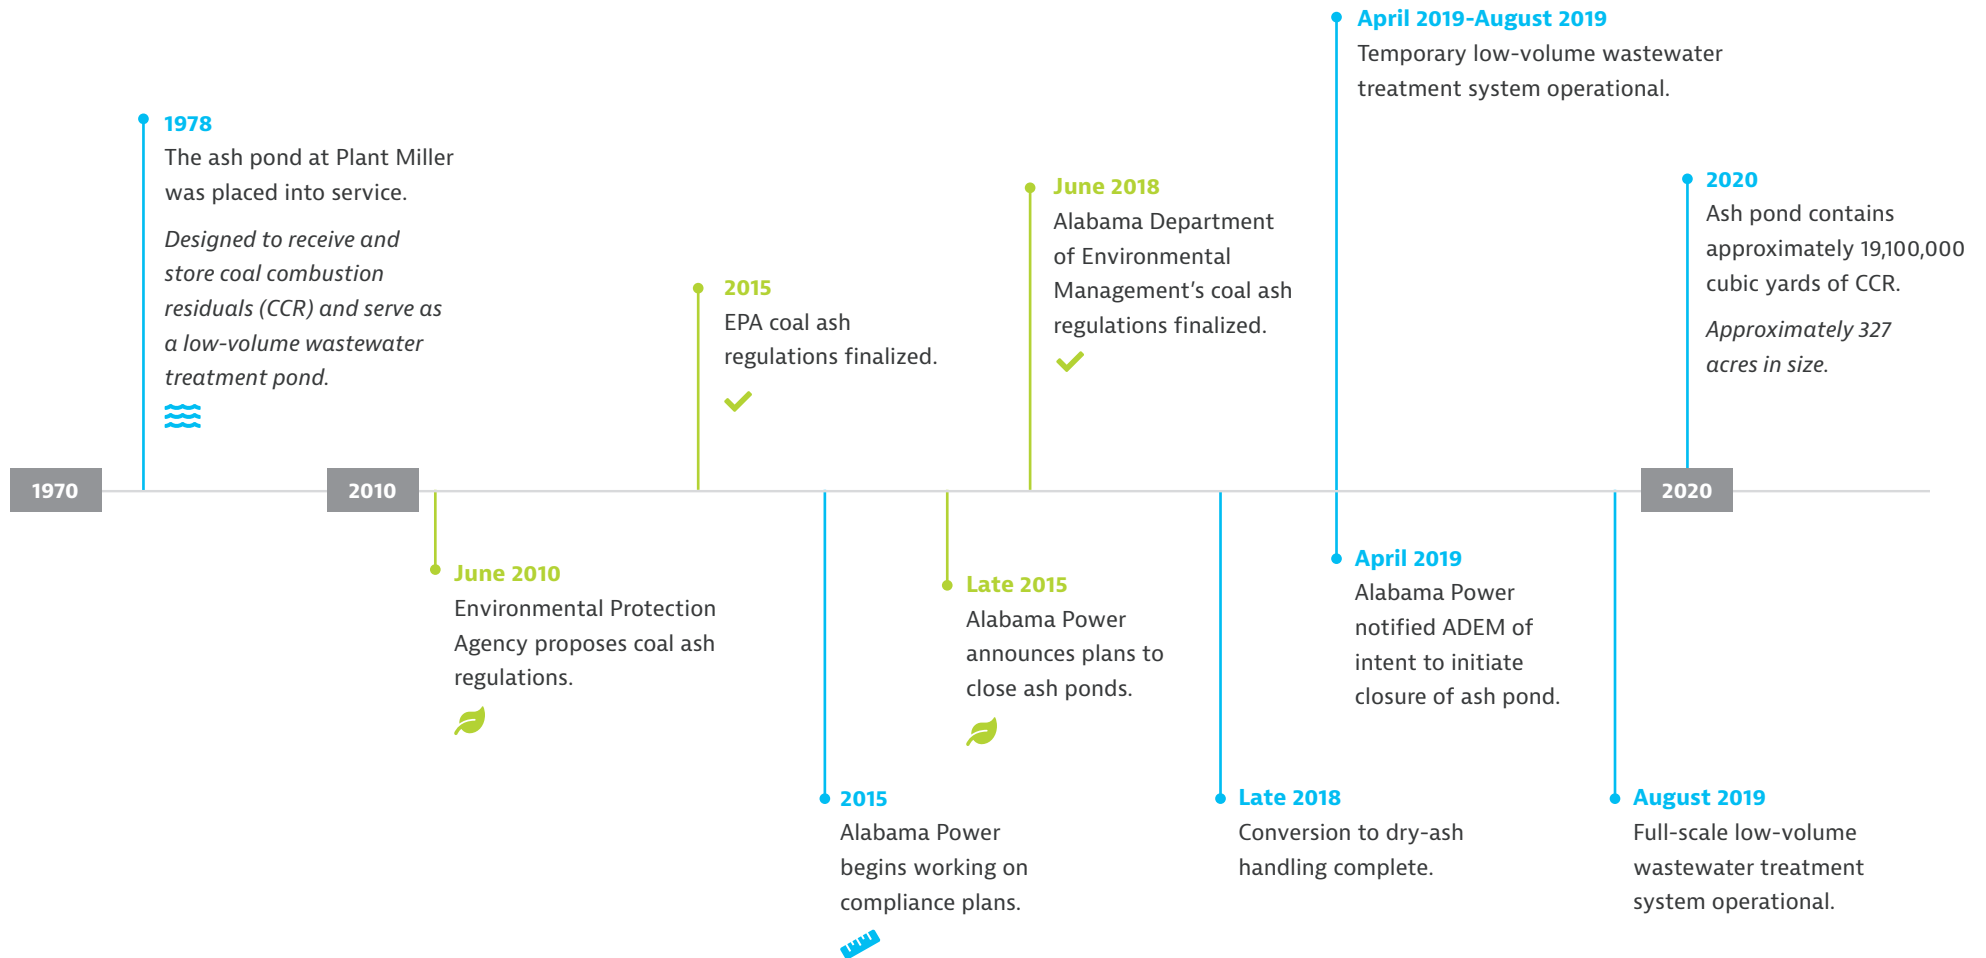 April 2019-August 2019
Temporary low-volume wastewater
treatment system operational.
1978
The ash pond at Plant Miller
was placed into service.
Designed to receive and
store coal combustion
residuals (CCR) and serve as
a low-volume wastewater
treatment pond.
2015
EPA coal ash
regulations finalized.
June 2018
Alabama Department
of Environmental
Management’s coal ash
regulations finalized.
2020
Ash pond contains
approximately 19,100,000
cubic yards of CCR.
Approximately 327
acres in size.
1970
2010
2020
June 2010
Environmental Protection
Agency proposes coal ash
regulations.
2015
Alabama Power
begins working on
compliance plans.
Late 2015
Alabama Power
announces plans to
close ash ponds.
Late 2018
Conversion to dry-ash
handling complete.
April 2019
Alabama Power
notified ADEM of
intent to initiate
closure of ash pond.
August 2019
Full-scale low-volume
wastewater treatment
system operational.